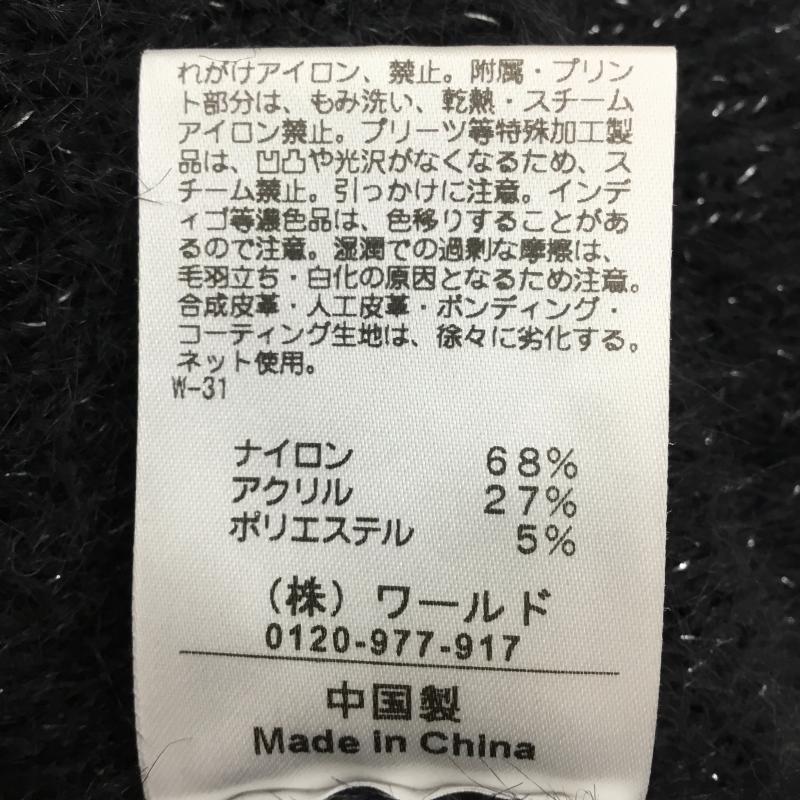 れがけアイロン、禁止。附属・プリン
ト部分は、もみ洗い、乾熱・スチーム
アイロン禁止。プリーツ等特殊加工製
品は、凹凸や光沢がなくなるため、ス
チーム禁止。引っかけに注意。インデ
ィゴ等濃色品は、色移りすることがあ
るので注意。湿潤での過剰な摩擦は、
毛羽立ち・白化の原因となるため注意。
合成皮革・人工皮革・ボンディング・
コーティング生地は、徐々に劣化する。
ネット使用。
W-31
ナイロン 68%
アクリル 27%
ポリエステル 5%
(株)ワールド
0120-977-917
中国製
Made in China